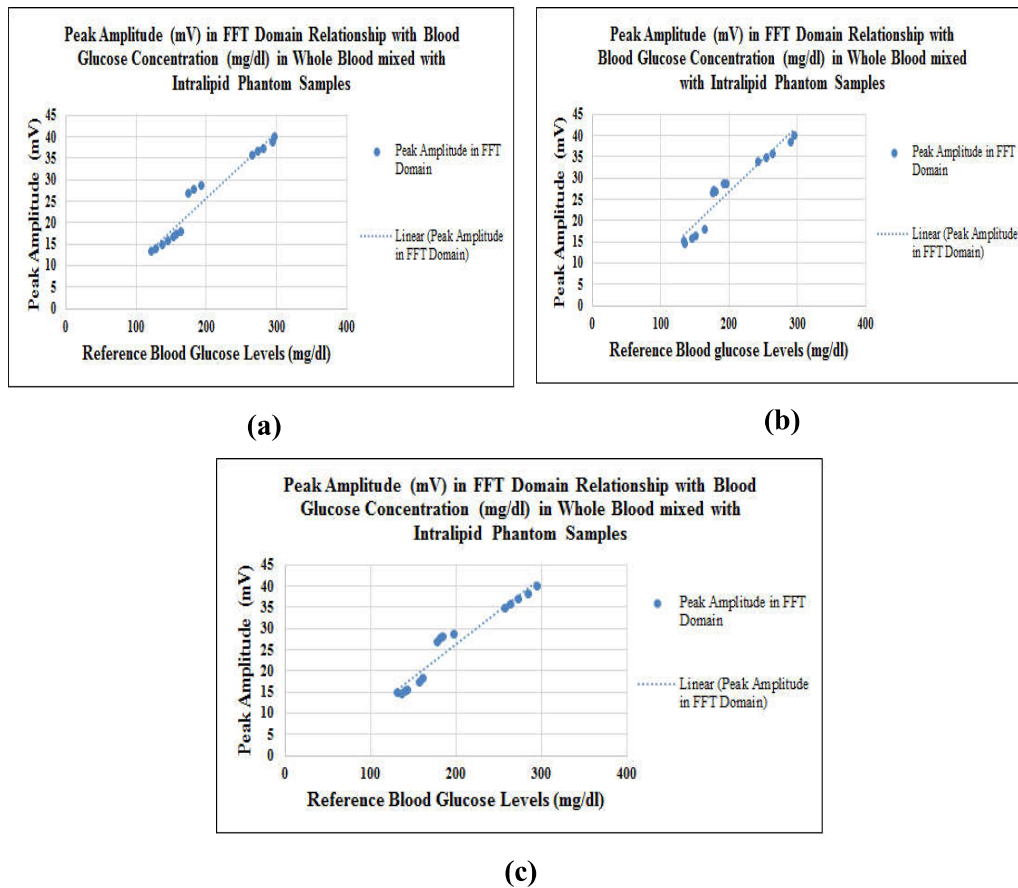 Peak Amplitude (mV) in FFT Domain Relationship with Blood
Glucose Concentration (mg/dl) in Whole Blood mixed with
Intralipid Phantom Samples
Peak Amplitude (mV)
45
40
35
30
25
20
15
10
5
0
0 100 200 300 400
Reference Blood Glucose Levels (mg/dl)
Peak Amplitude in FFT
Domain
Linear (Peak Amplitude
in FFT Domain)
(a)
Peak Amplitude (mV) in FFT Domain Relationship with
Blood Glucose Concentration (mg/dl) in Whole Blood mixed
with Intralipid Phantom Samples
Peak Amplitude (mV)
45
40
35
30
25
20
15
10
5
0
0 100 200 300 400
Reference Blood glucose Levels (mg/dl)
Peak Amplitude in FFT
Domain
Linear (Peak Amplitude
in FFT Domain)
(b)
Peak Amplitude (mV) in FFT Domain Relationship with Blood
Glucose Concentration (mg/dl) in Whole Blood mixed with
Intralipid Phantom Samples
Peak Amplitude (mV)
45
40
35
30
25
20
15
10
5
0
0 100 200 300 400
Reference Blood Glucose Levels (mg/dl)
Peak Amplitude in FFT
Domain
Linear (Peak Amplitude
in FFT Domain)
(c)